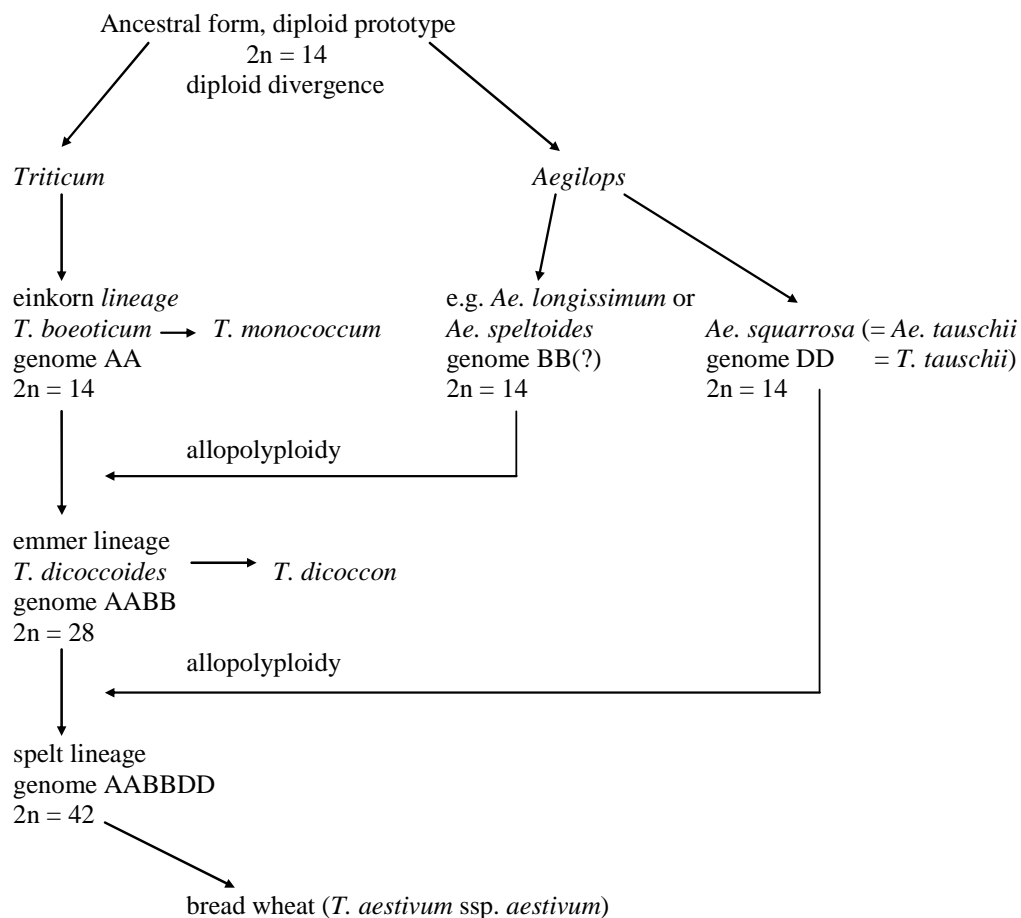 Ancestral form, diploid prototype
2n = 14
diploid divergence
Triticum
Aegilops
einkorn lineage
T. boeoticum
T. monococcum
genome AA
2n = 14
e.g. Ae. longissimum or
Ae. speltoides
genome BB(?)
2n = 14
Ae. squarrosa (= Ae. tauschii
genome DD = T. tauschii)
2n = 14
allopolyploidy
emmer lineage
T. dicoccoides
T. dicoccon
genome AABB
2n = 28
allopolyploidy
spelt lineage
genome AABBDD
2n = 42
bread wheat (T. aestivum ssp. aestivum)